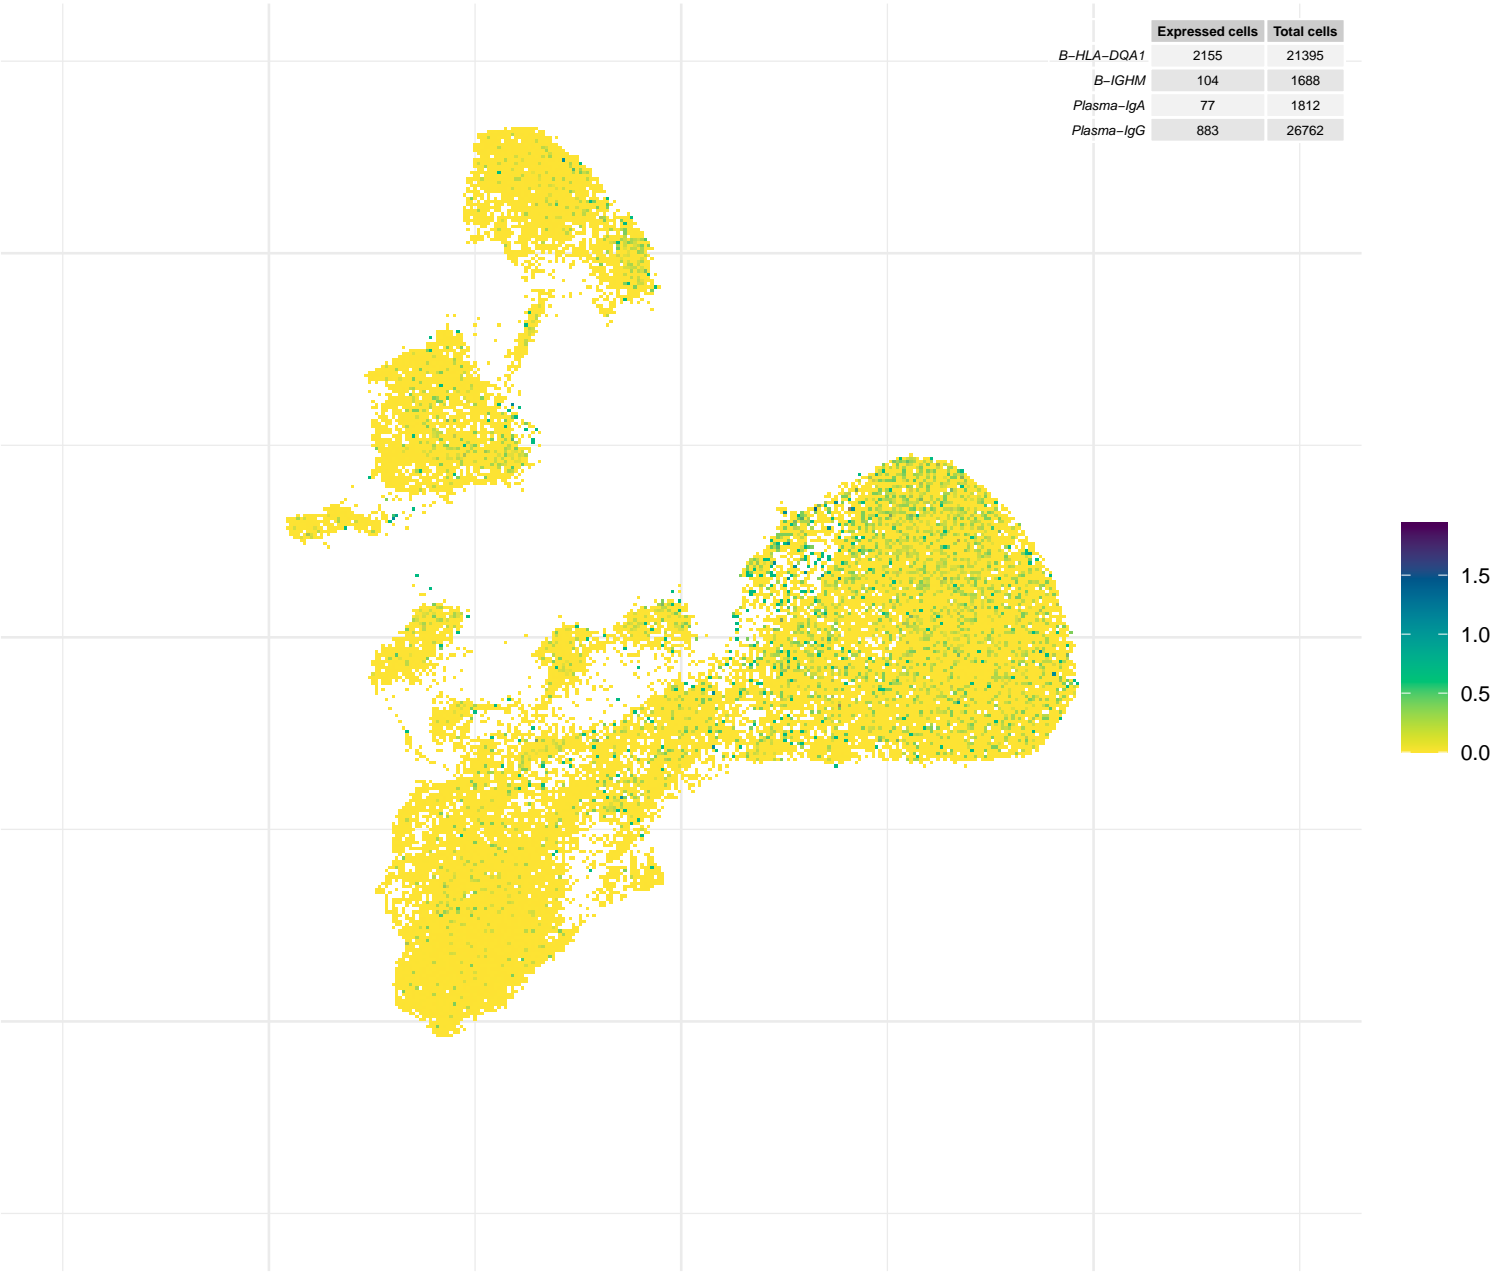 Expressed cells Total cells
B−HLA−DQA1 2155 21395
B−IGHM 104 1688
Plasma−IgA 77 1812
Plasma−IgG 883 26762
1.5
1.0
0.5
0.0